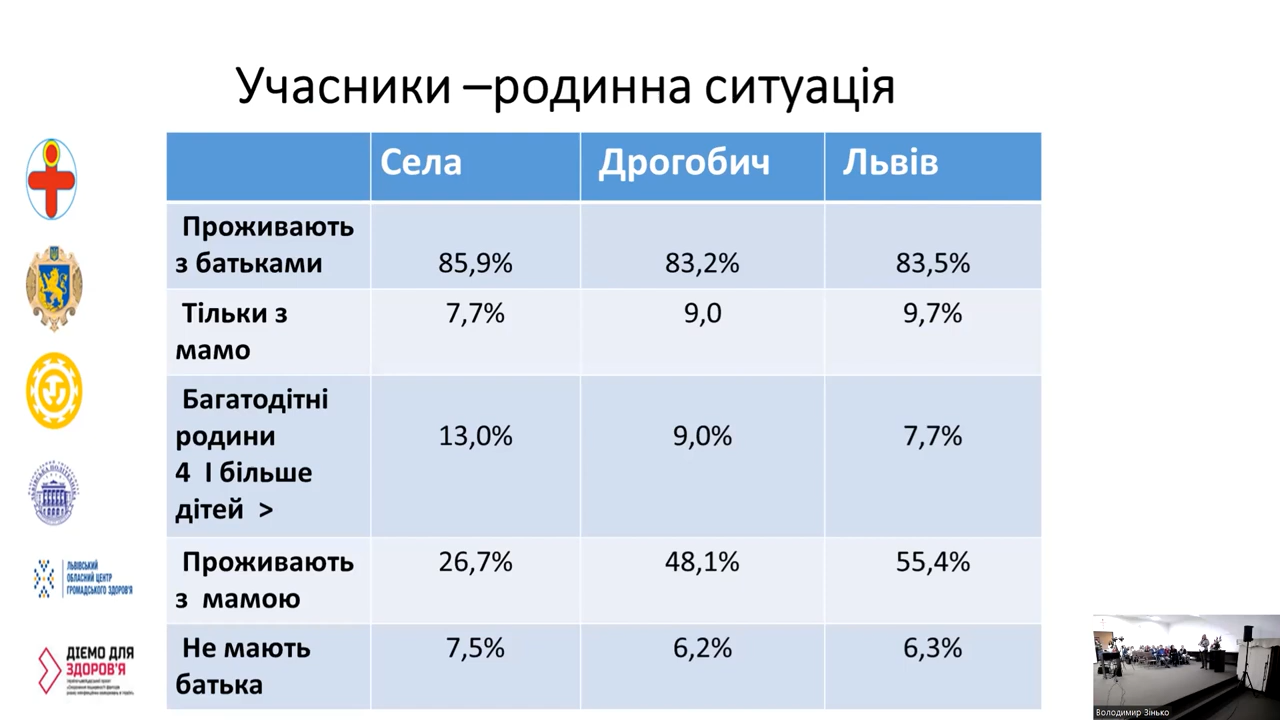 Учасники –родинна ситуація
Села Дрогобич Львів
Проживають
з батьками 85,9% 83,2% 83,5%
Тільки з 7,7% 9,0 9,7%
мамо
Багатодітні
родини 13,0% 9,0% 7,7%
4 І більше
дітей >
Проживають 26,7% 48,1% 55,4%
з мамою
Не мають 7,5% 6,2% 6,3%
батька
ЛЬВІВСЬКИЙ
ОБЛАСНИЙ ЦЕНТР
ГРОМАДСЬКОГО ЗДОРОВ'Я
ДІЄМО ДЛЯ
ЗДОРОВ'Я
Володимир Зінько